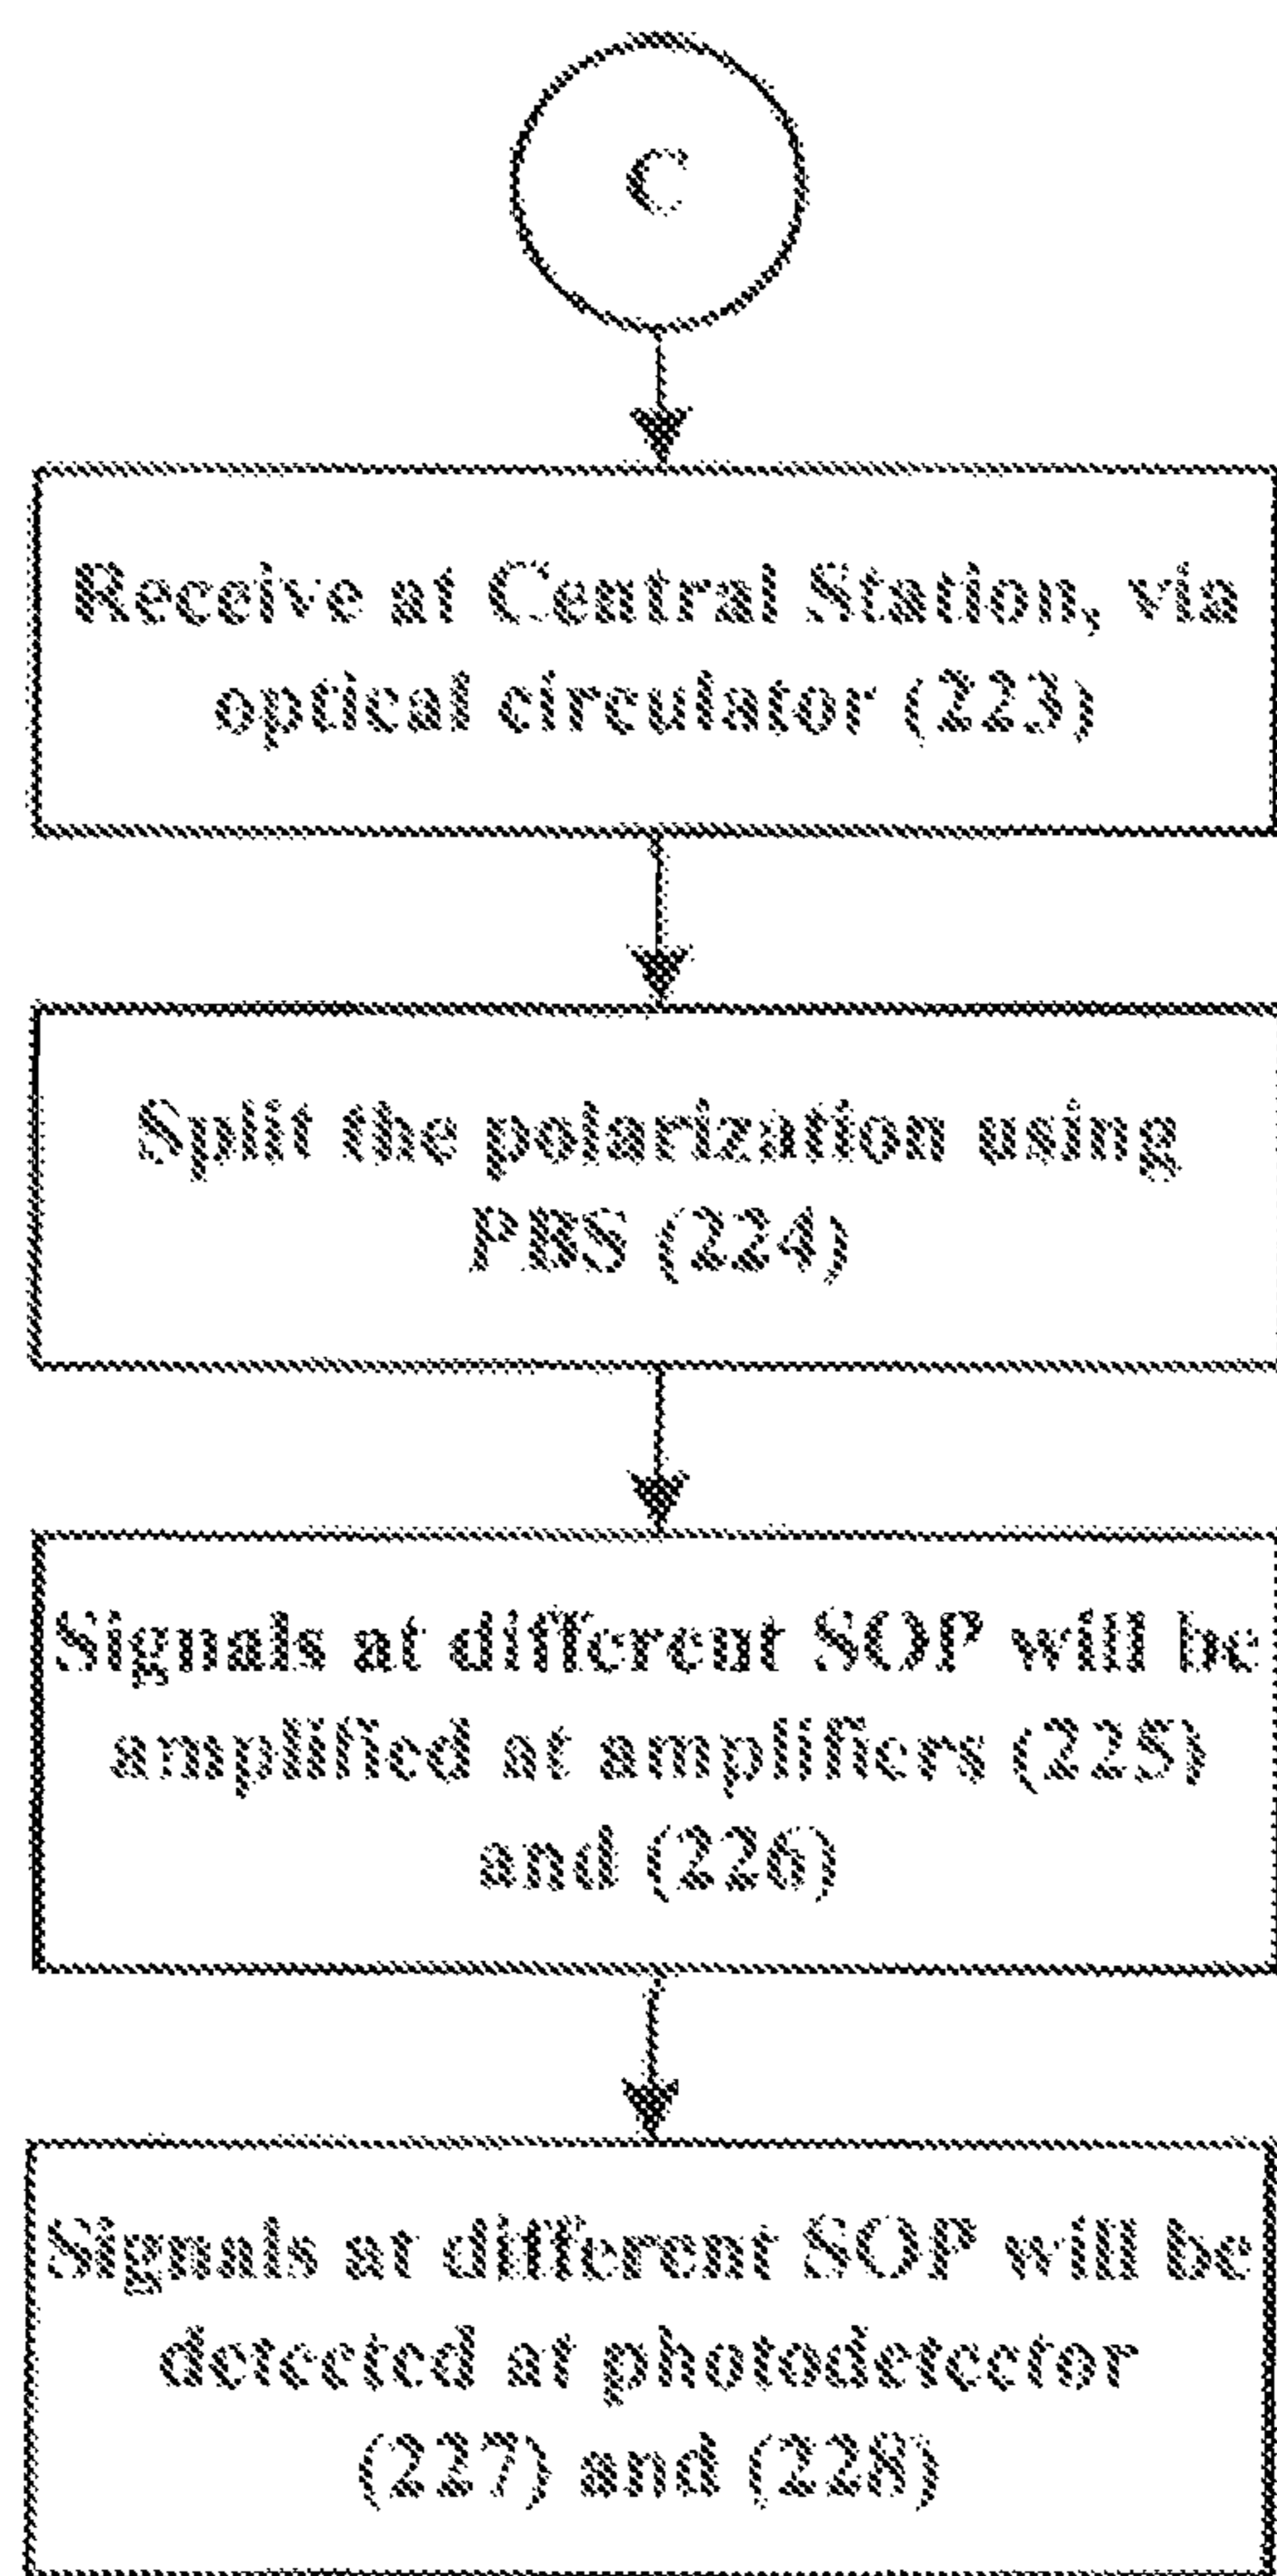 C
Receive at Central Station, via
optical circulator (223)
Split the polarization using
PBS (224)
Signals at different SOP will be
amplified at amplifiers (225)
and (226)
Signals at different SOP will be
detected at photodetector
(227) and (228)